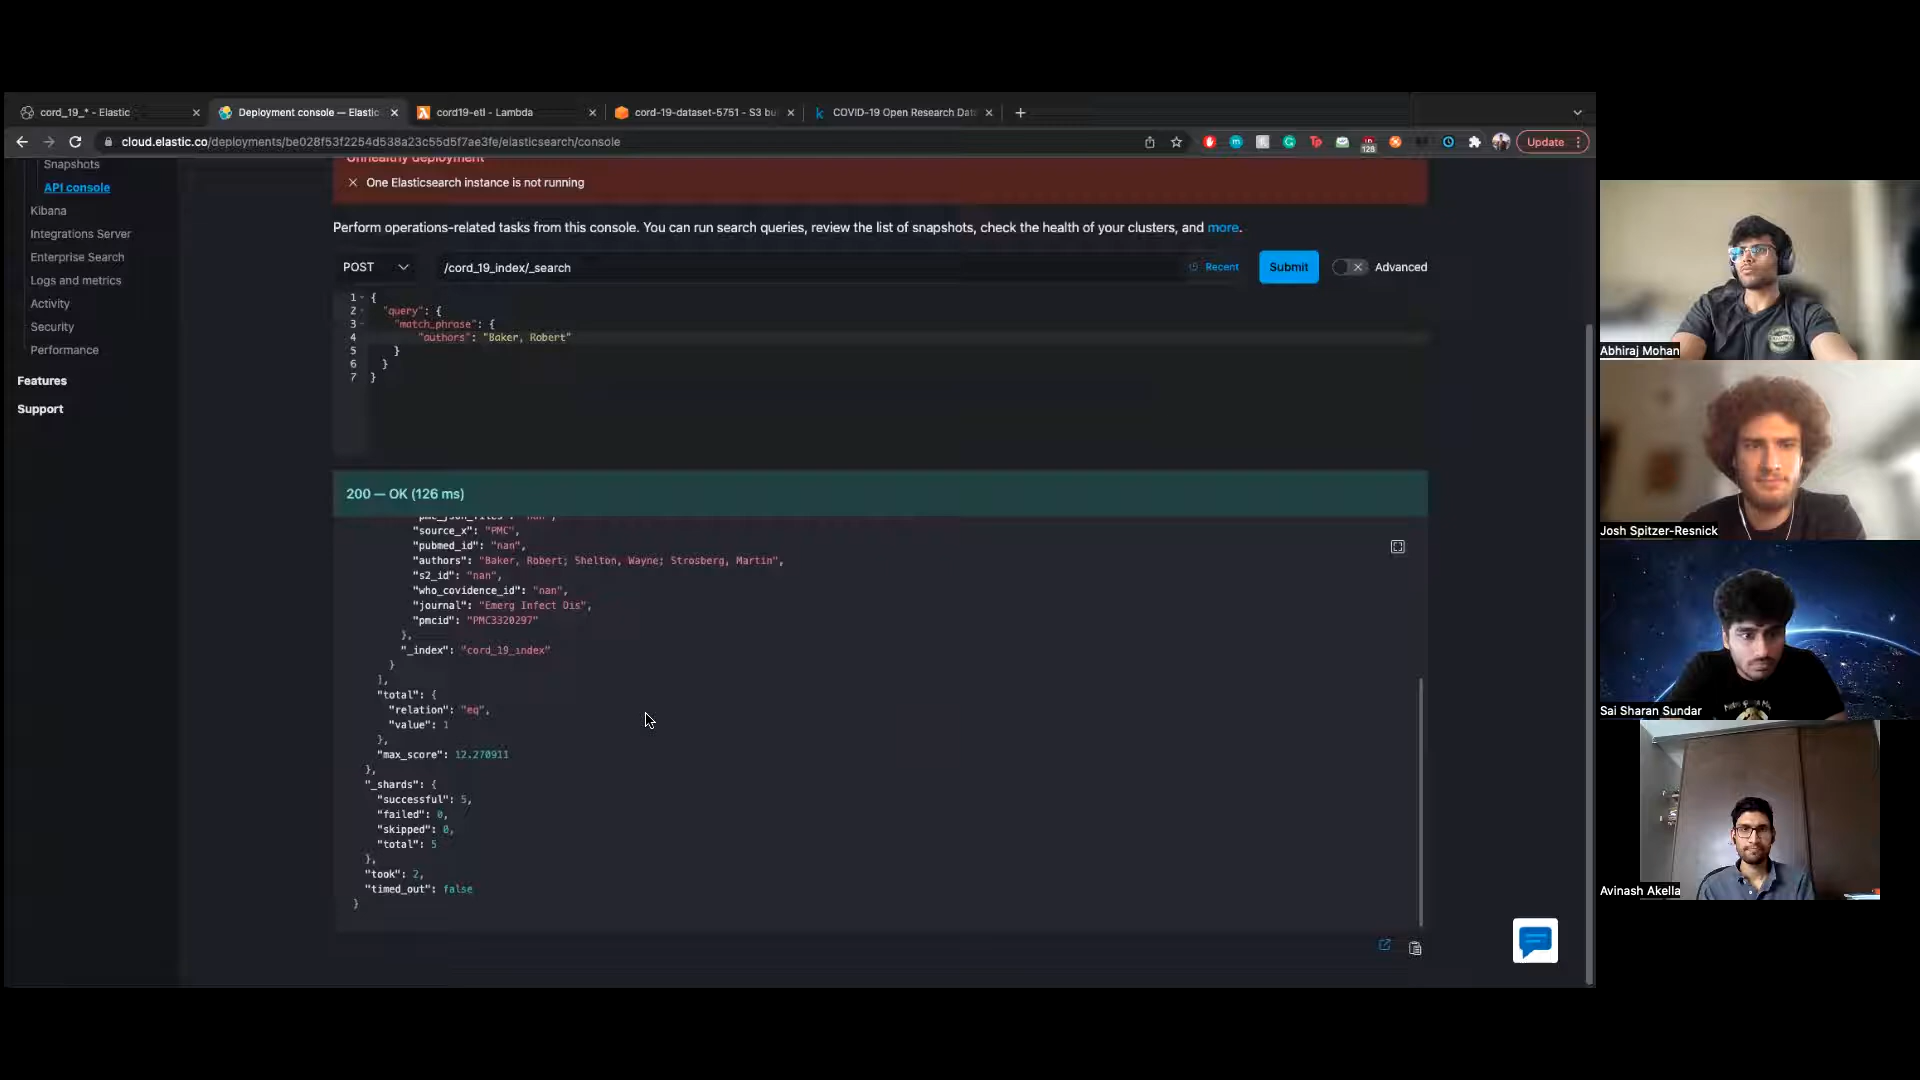 cord_19_* - Elastic
Deployment console — Elastic
cord19-etl - Lambda
cord-19-dataset-5751 - S3 bu
COVID-19 Open Research Dat
cloud.elastic.co/deployments/be028f53f2254d538a23c55d5f7ae3fe/elasticsearch/console
Tp
128
Update
Snapshots
API console
Kibana
Integrations Server
Enterprise Search
Logs and metrics
Activity
Security
Performance
Features
Support
Unhealthy deployment
One Elasticsearch instance is not running
Perform operations-related tasks from this console. You can run search queries, review the list of snapshots, check the health of your clusters, and more.
POST
/cord_19_index/_search
Recent
Submit
Advanced
1 {
2 "query": {
3 "match_phrase": {
4 "authors": "Baker, Robert"
5 }
6 }
7 }
200 — OK (126 ms)
"pmc_json_files": "nan",
"source_x": "PMC",
"pubmed_id": "nan",
"authors": "Baker, Robert; Shelton, Wayne; Strosberg, Martin",
"s2_id": "nan",
"who_covidence_id": "nan",
"journal": "Emerg Infect Dis",
"pmcid": "PMC3320297"
},
"_index": "cord_19_index"
}
],
"total": {
"relation": "eq",
"value": 1
},
"max_score": 12.270911
},
"_shards": {
"successful": 5,
"failed": 0,
"skipped": 0,
"total": 5
},
"took": 2,
"timed_out": false
}
Abhiraj Mohan
Josh Spitzer-Resnick
Sai Sharan Sundar
Avinash Akella